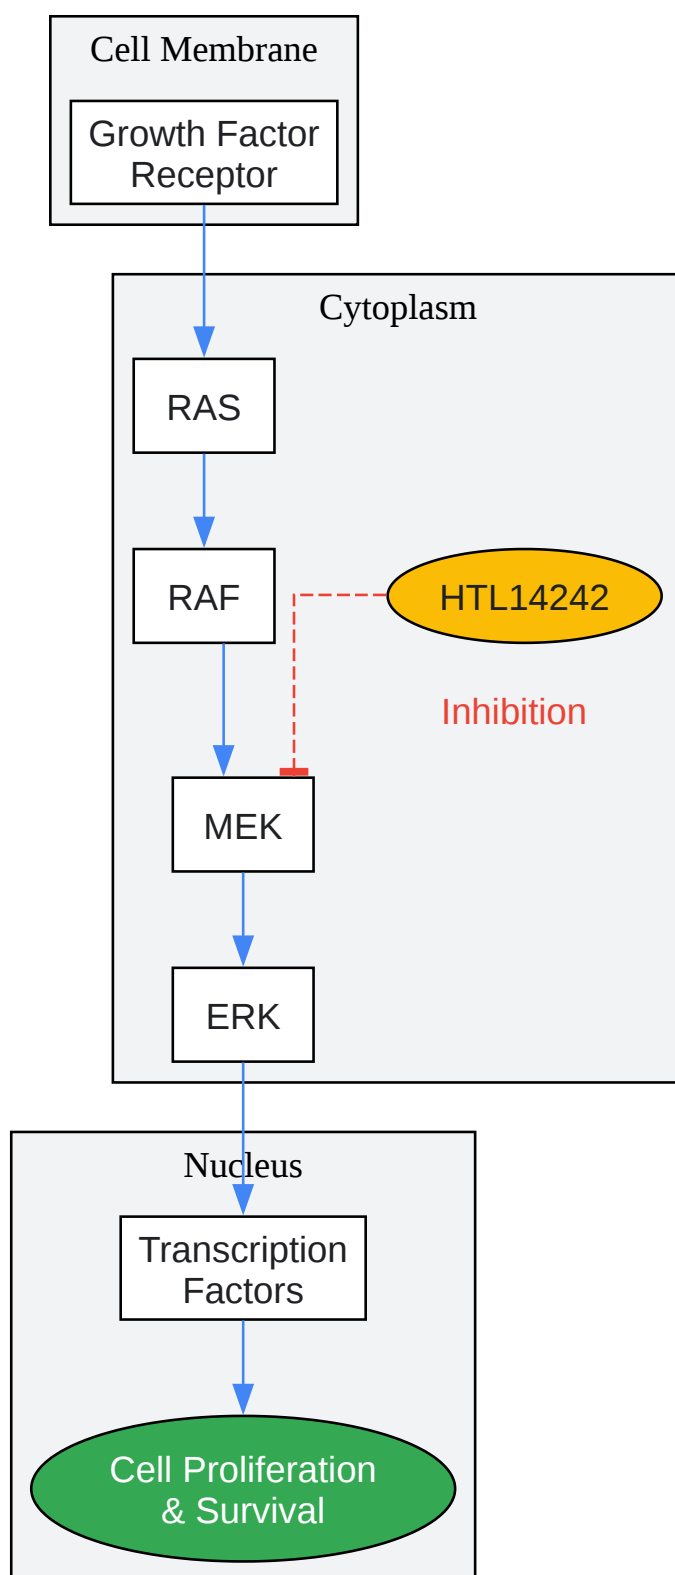 Cell Membrane
Growth Factor
Receptor
Cytoplasm
RAS
RAF
HTL14242
Inhibition
MEK
ERK
Nucleus
Transcription
Factors
Cell Proliferation
& Survival